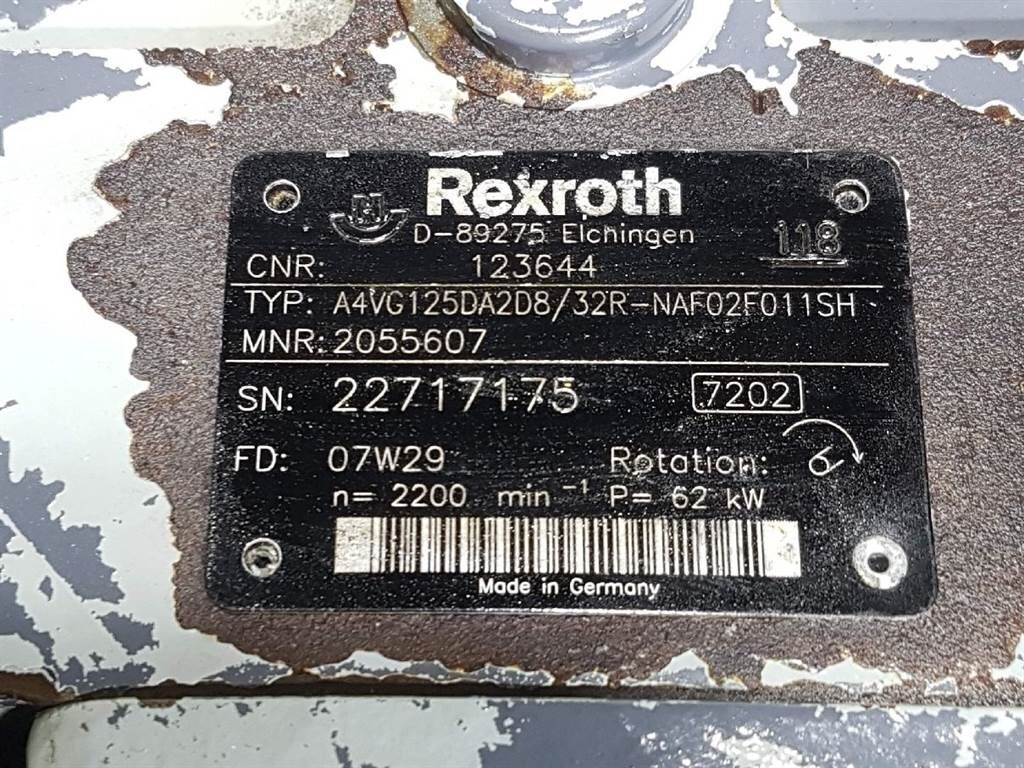 Rexroth
D-89275 Elchingen
118
CNR: 123644
TYP: A4VG125DA2D8/32R-NAF02F011SH
MNR: 2055607
SN: 22717175 7202
FD: 07W29 Rotation:
n= 2200 min⁻¹ P= 62 kW
Made in Germany